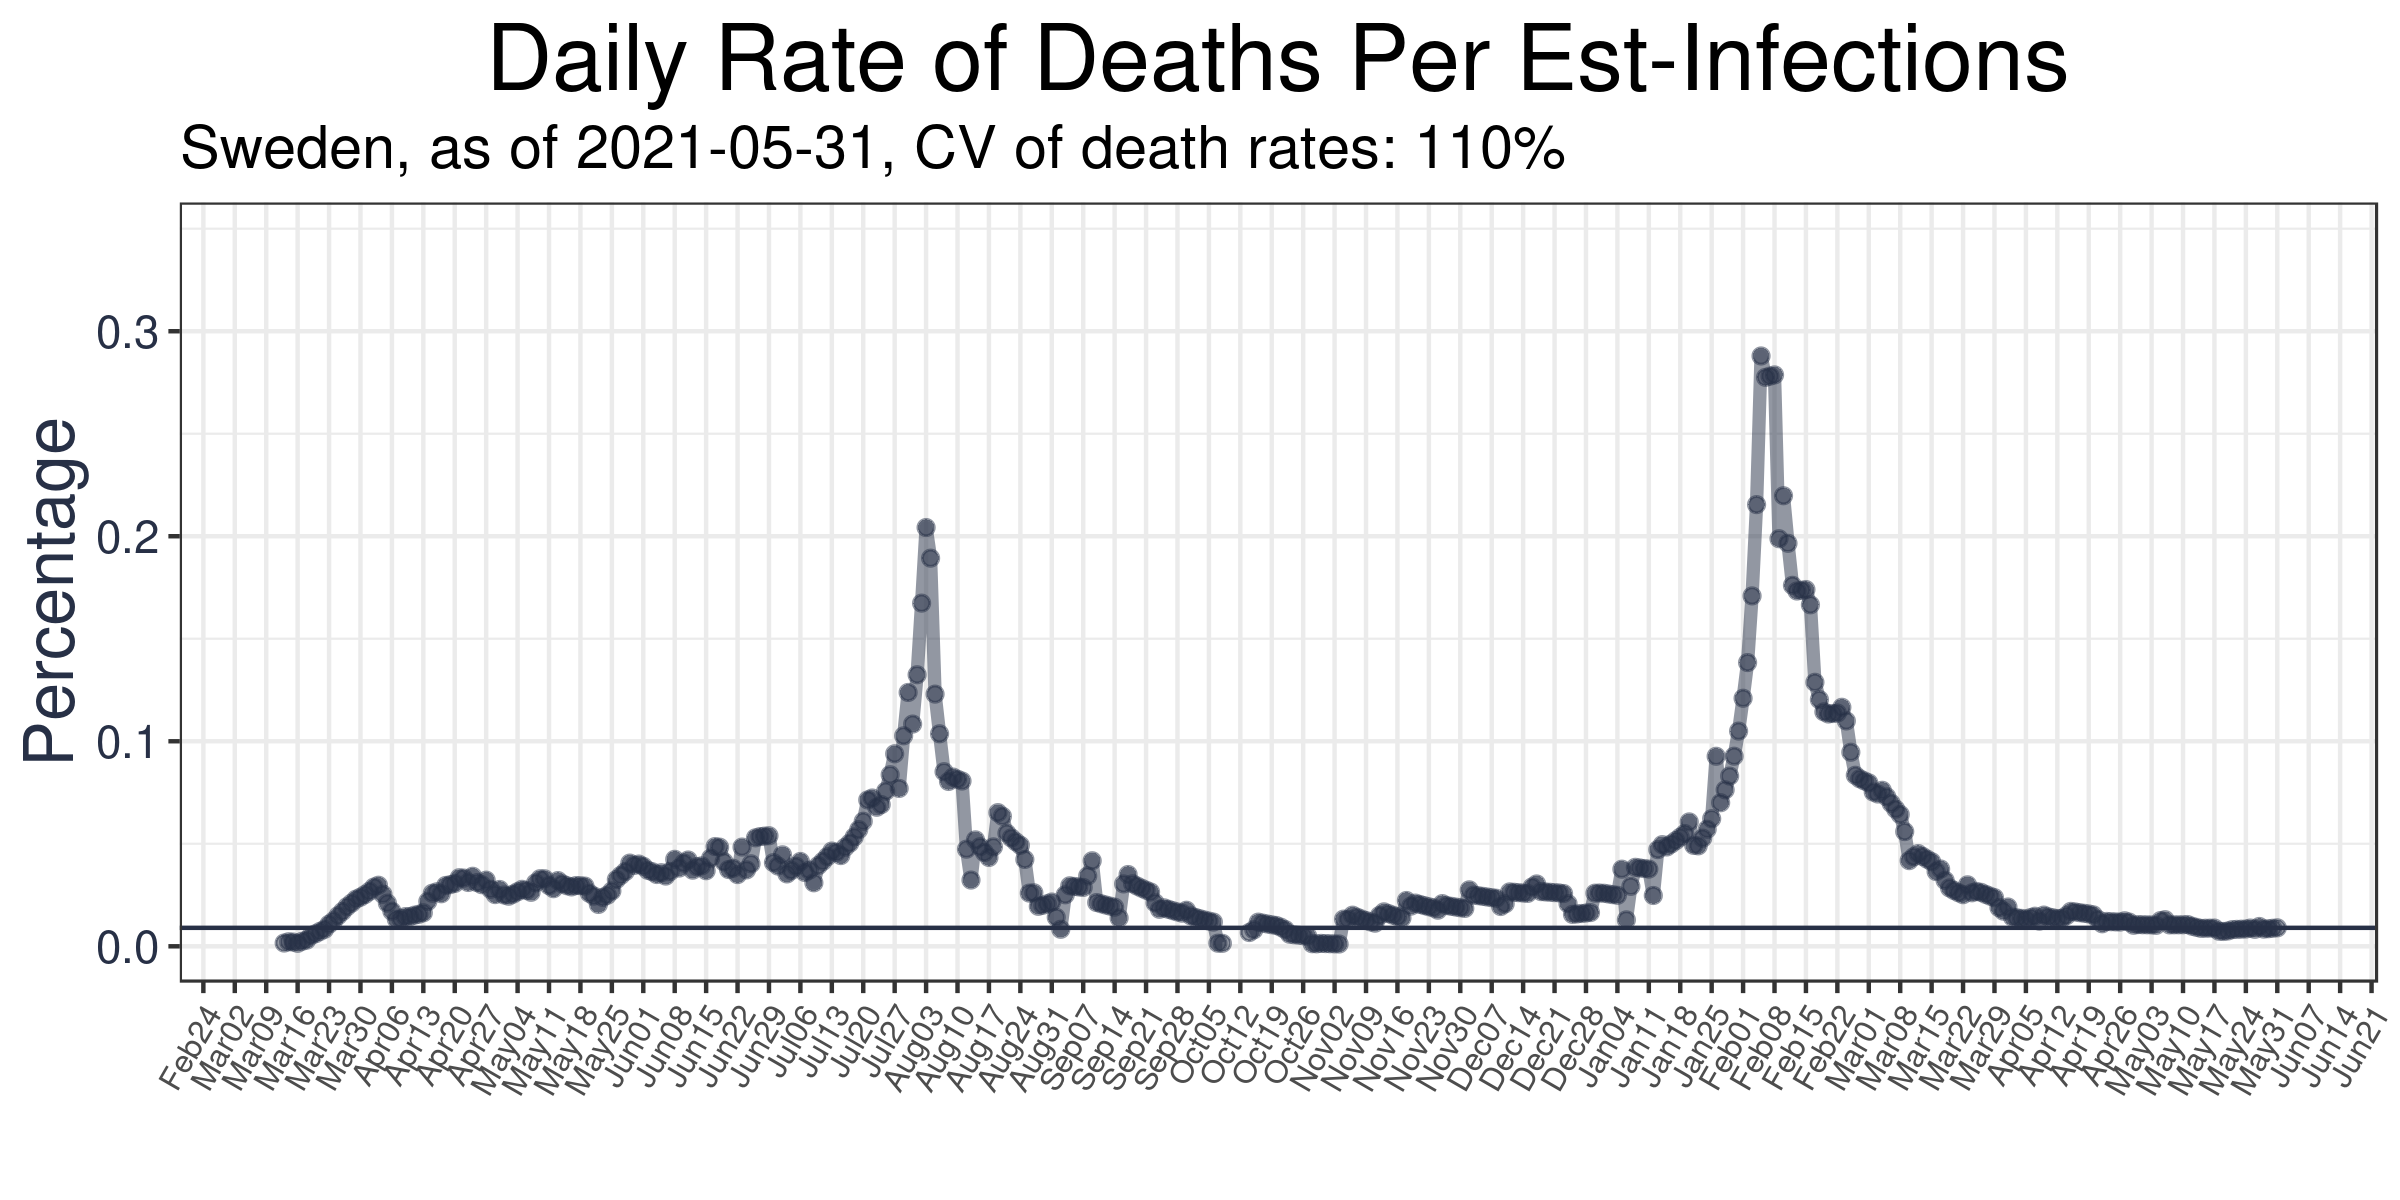 Daily Rate of Deaths Per Est-Infections
Sweden, as of 2021-05-31, CV of death rates: 110%
Percentage
0.3
0.2
0.1
0.0
Feb24
Mar02
Mar09
Mar16
Mar23
Mar30
Apr06
Apr13
Apr20
Apr27
May04
May11
May18
May25
Jun01
Jun08
Jun15
Jun22
Jun29
Jul06
Jul13
Jul20
Jul27
Aug03
Aug10
Aug17
Aug24
Aug31
Sep07
Sep14
Sep21
Sep28
Oct05
Oct12
Oct19
Oct26
Nov02
Nov09
Nov16
Nov23
Nov30
Dec07
Dec14
Dec21
Dec28
Jan04
Jan11
Jan18
Jan25
Feb01
Feb08
Feb15
Feb22
Mar01
Mar08
Mar15
Mar22
Mar29
Apr05
Apr12
Apr19
Apr26
May03
May10
May17
May24
May31
Jun07
Jun14
Jun21